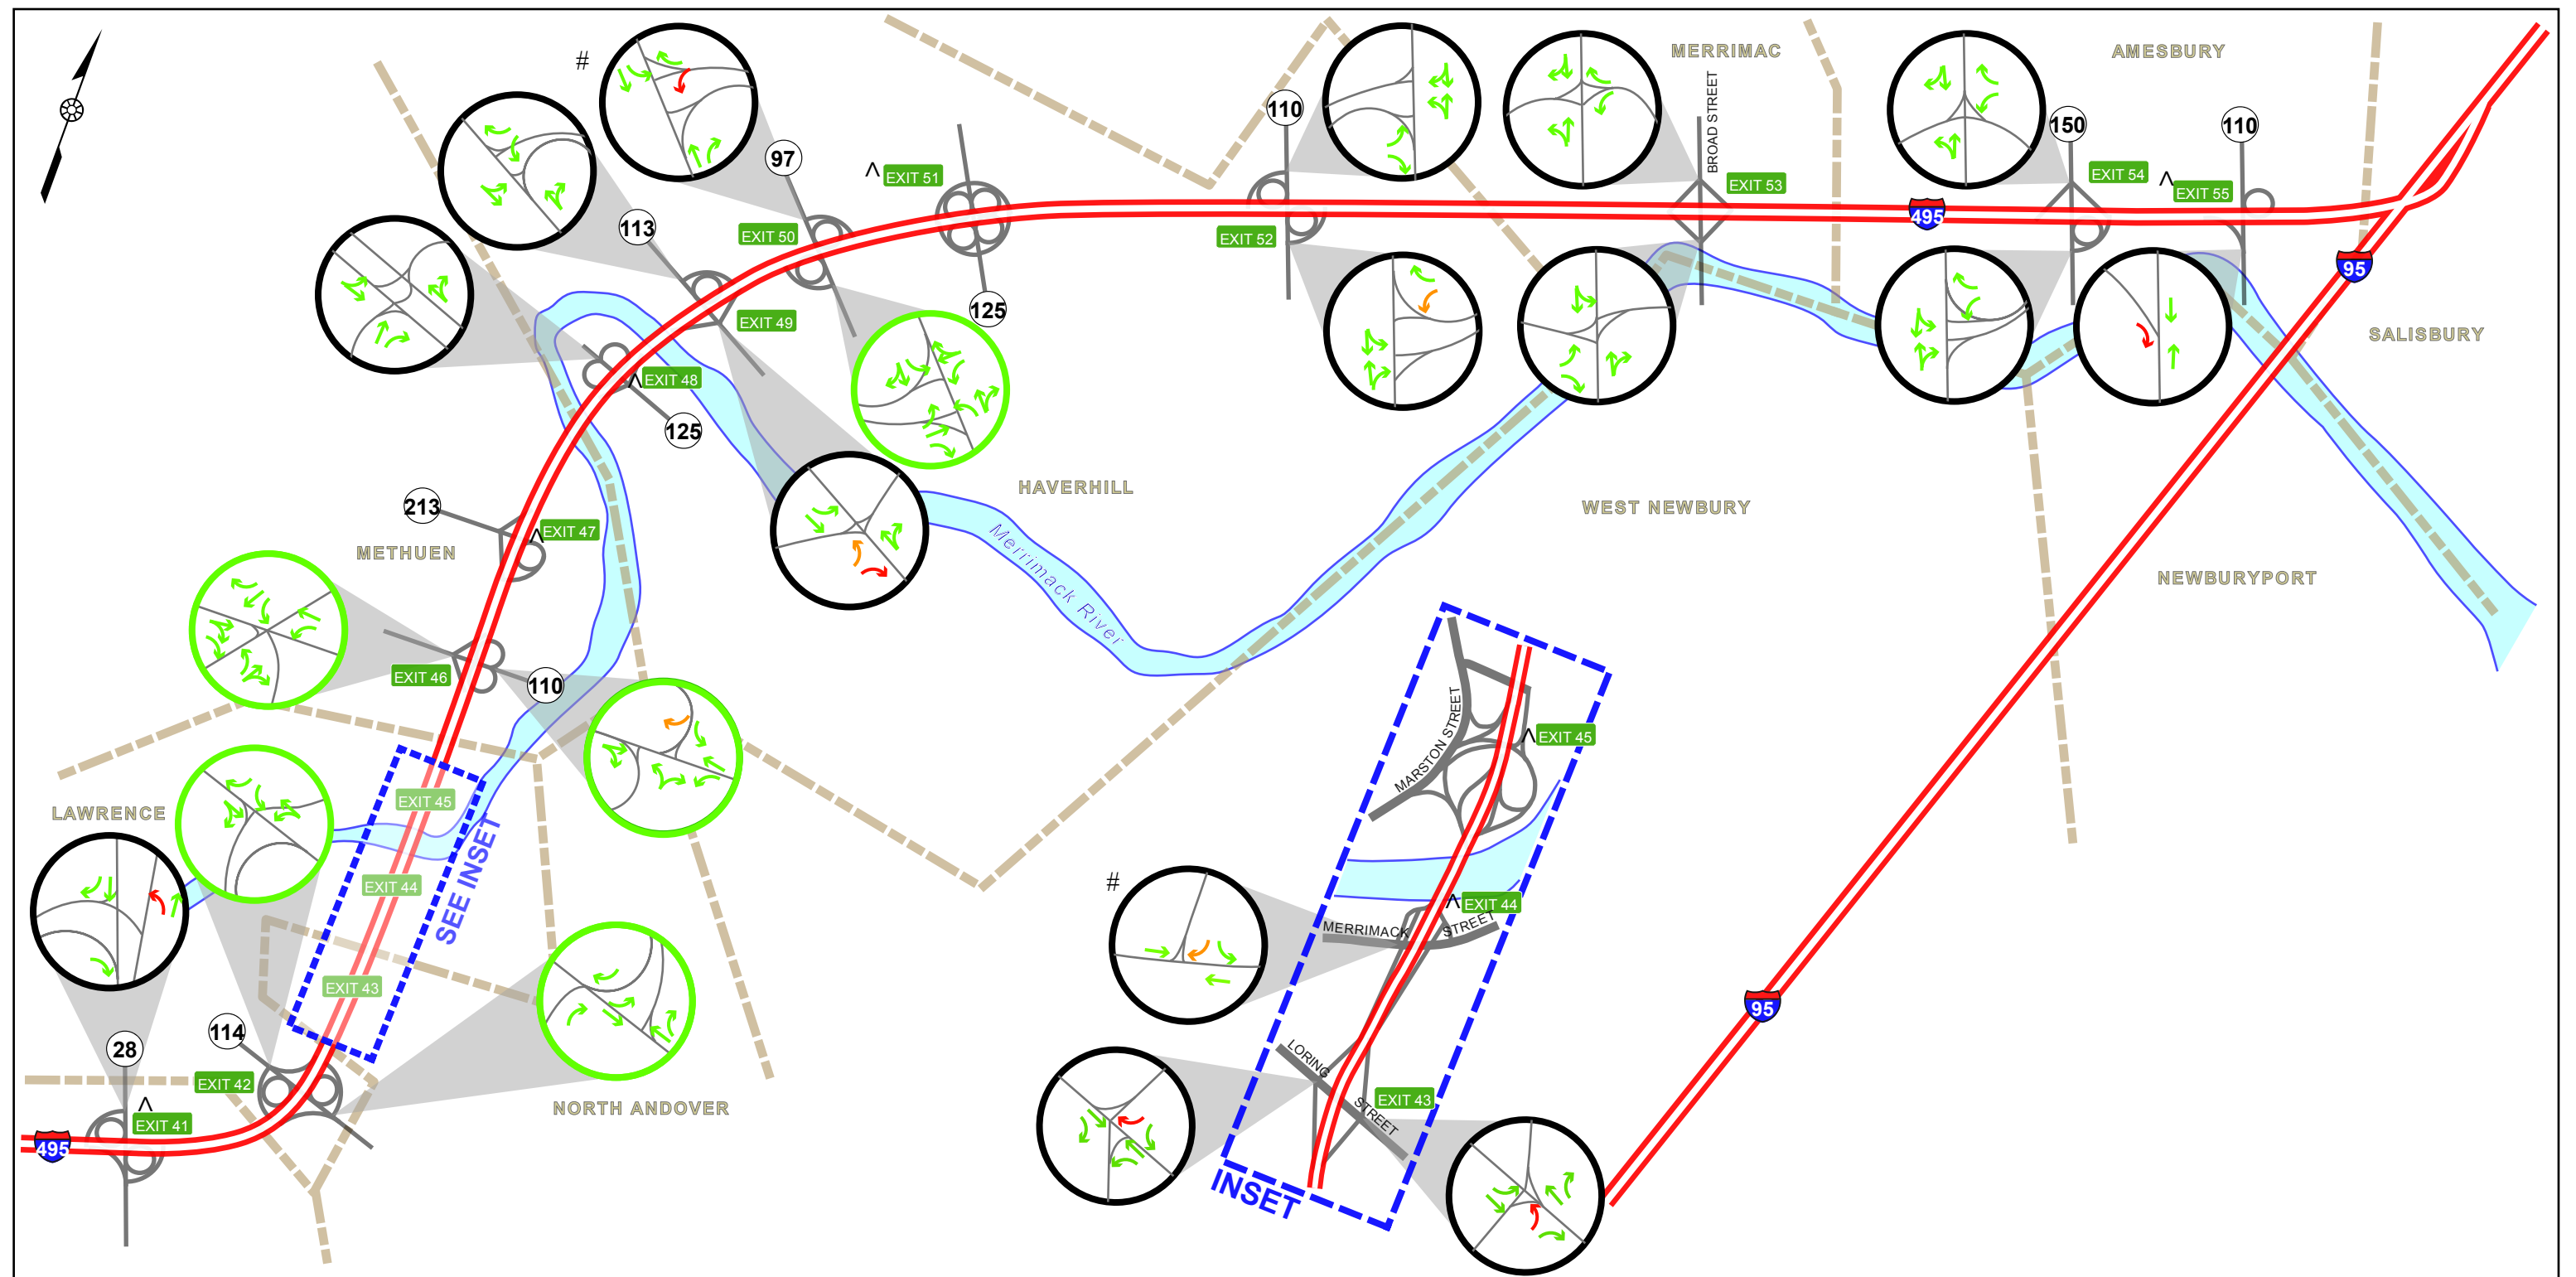 #
MERRIMAC
AMESBURY
BROAD STREET
110
150
110
97
^ EXIT 51
EXIT 53
EXIT 54
^
EXIT 55
113
EXIT 50
EXIT 52
495
95
125
EXIT 49
SALISBURY
^ EXIT 48
125
HAVERHILL
WEST NEWBURY
213
^ EXIT 47
METHUEN
Merrimack River
NEWBURYPORT
EXIT 46
110
MARSTON STREET
^ EXIT 45
EXIT 45
LAWRENCE
SEE INSET
EXIT 44
#
^ EXIT 44
MERRIMACK STREET
EXIT 43
95
114
28
LORING STREET
EXIT 43
EXIT 42
^
EXIT 41
NORTH ANDOVER
495
INSET